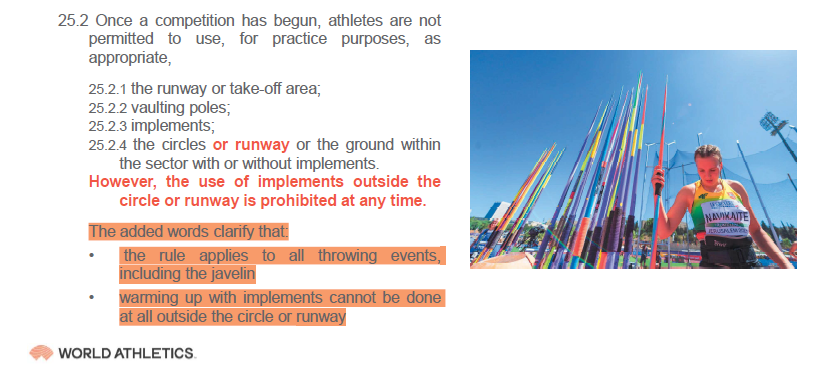 25.2 Once a competition has begun, athletes are not
permitted to use, for practice purposes, as
appropriate,
25.2.1 the runway or take-off area;
25.2.2 vaulting poles;
25.2.3 implements;
25.2.4 the circles or runway or the ground within
the sector with or without implements.
However, the use of implements outside the
circle or runway is prohibited at any time.
The added words clarify that:
• the rule applies to all throwing events,
including the javelin
• warming up with implements cannot be done
at all outside the circle or runway
WORLD ATHLETICS
NAVIKAITE